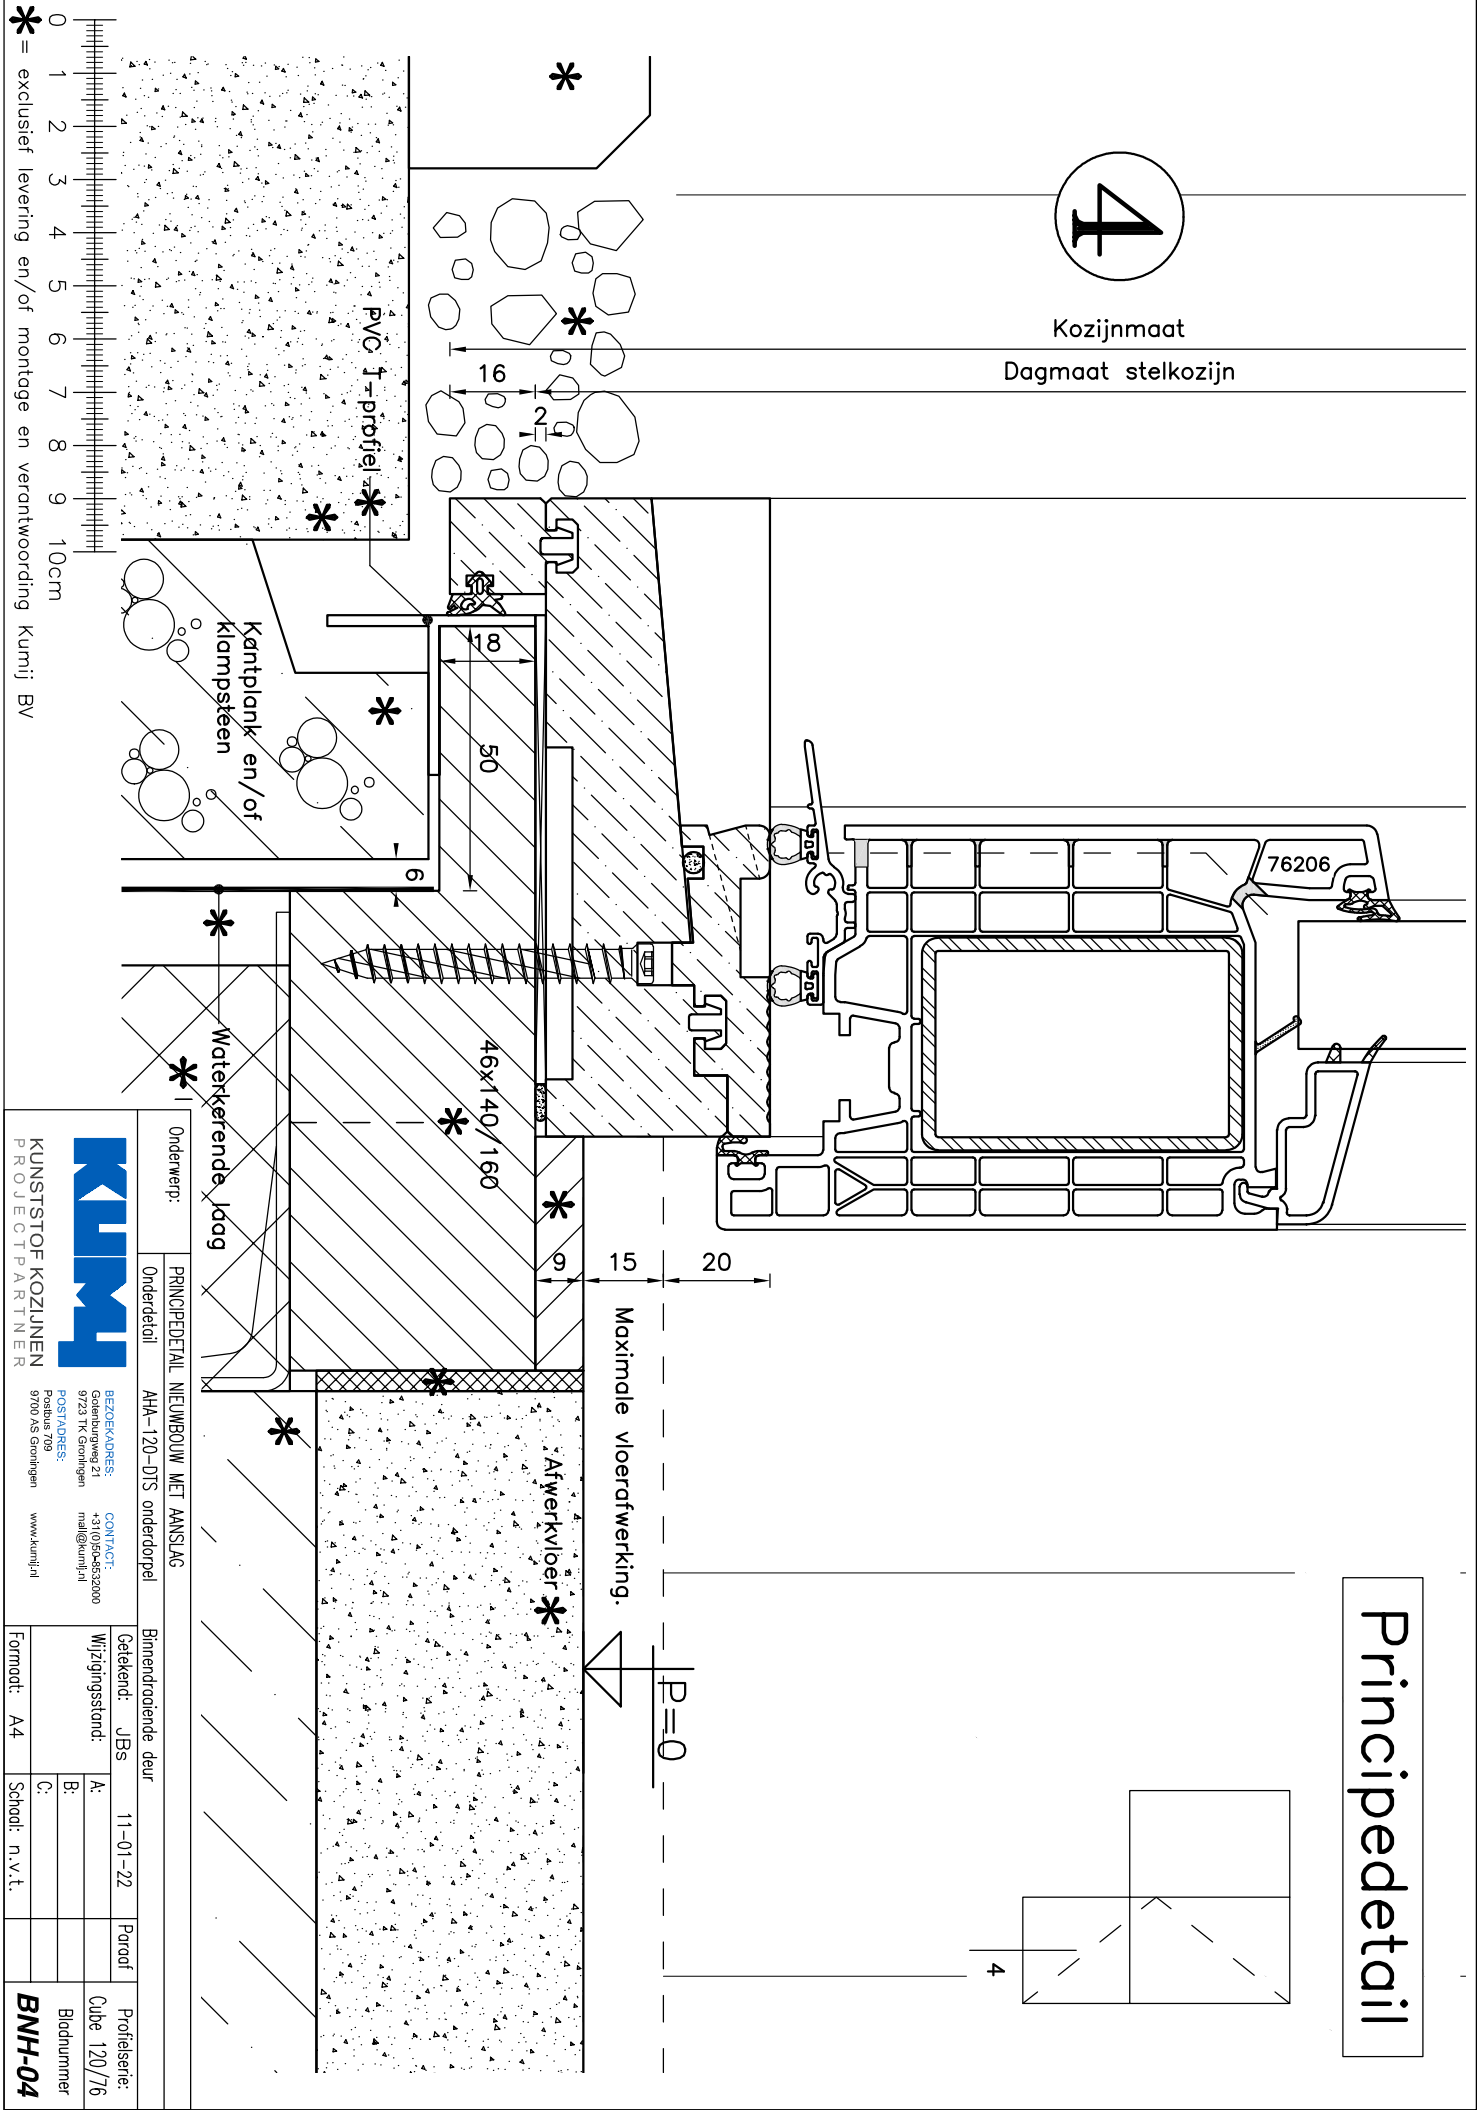 Principedetail
4
Kozijnmaat
Dagmaat stelkozijn
16
2
76206
PVC T-profiel
18
50
6
46x140/160
9
15
20
Maximale vloerafwerking.
Afwerkvloer
P=0
4
Kantplank en/of
klampsteen
Waterkerende laag
0 1 2 3 4 5 6 7 8 9 10cm
* = exclusief levering en/of montage en verantwoording Kumij BV
Onderwerp:
PRINCIPEDETAIL NIEUWBOUW MET AANSLAG
Onderdetail AHA-120-DTS onderdorpel Binnendraaiende deur
KUMIJ
KUNSTSTOF KOZIJNEN
PROJECTPARTNER
BEZOEKADRES:
Gotenburgweg 21
9723 TK Groningen
POSTADRES:
Postbus 709
9700 AS Groningen
CONTACT:
+31(0)50-8532000
mail@kumij.nl
www.kumij.nl
Getekend: JBs 11-01-22 Paraaf
Wijzigingsstand: A:
B:
C:
Formaat: A4 Schaal: n.v.t.
Profielserie:
Cube 120/76
Bladnummer
BNH-04